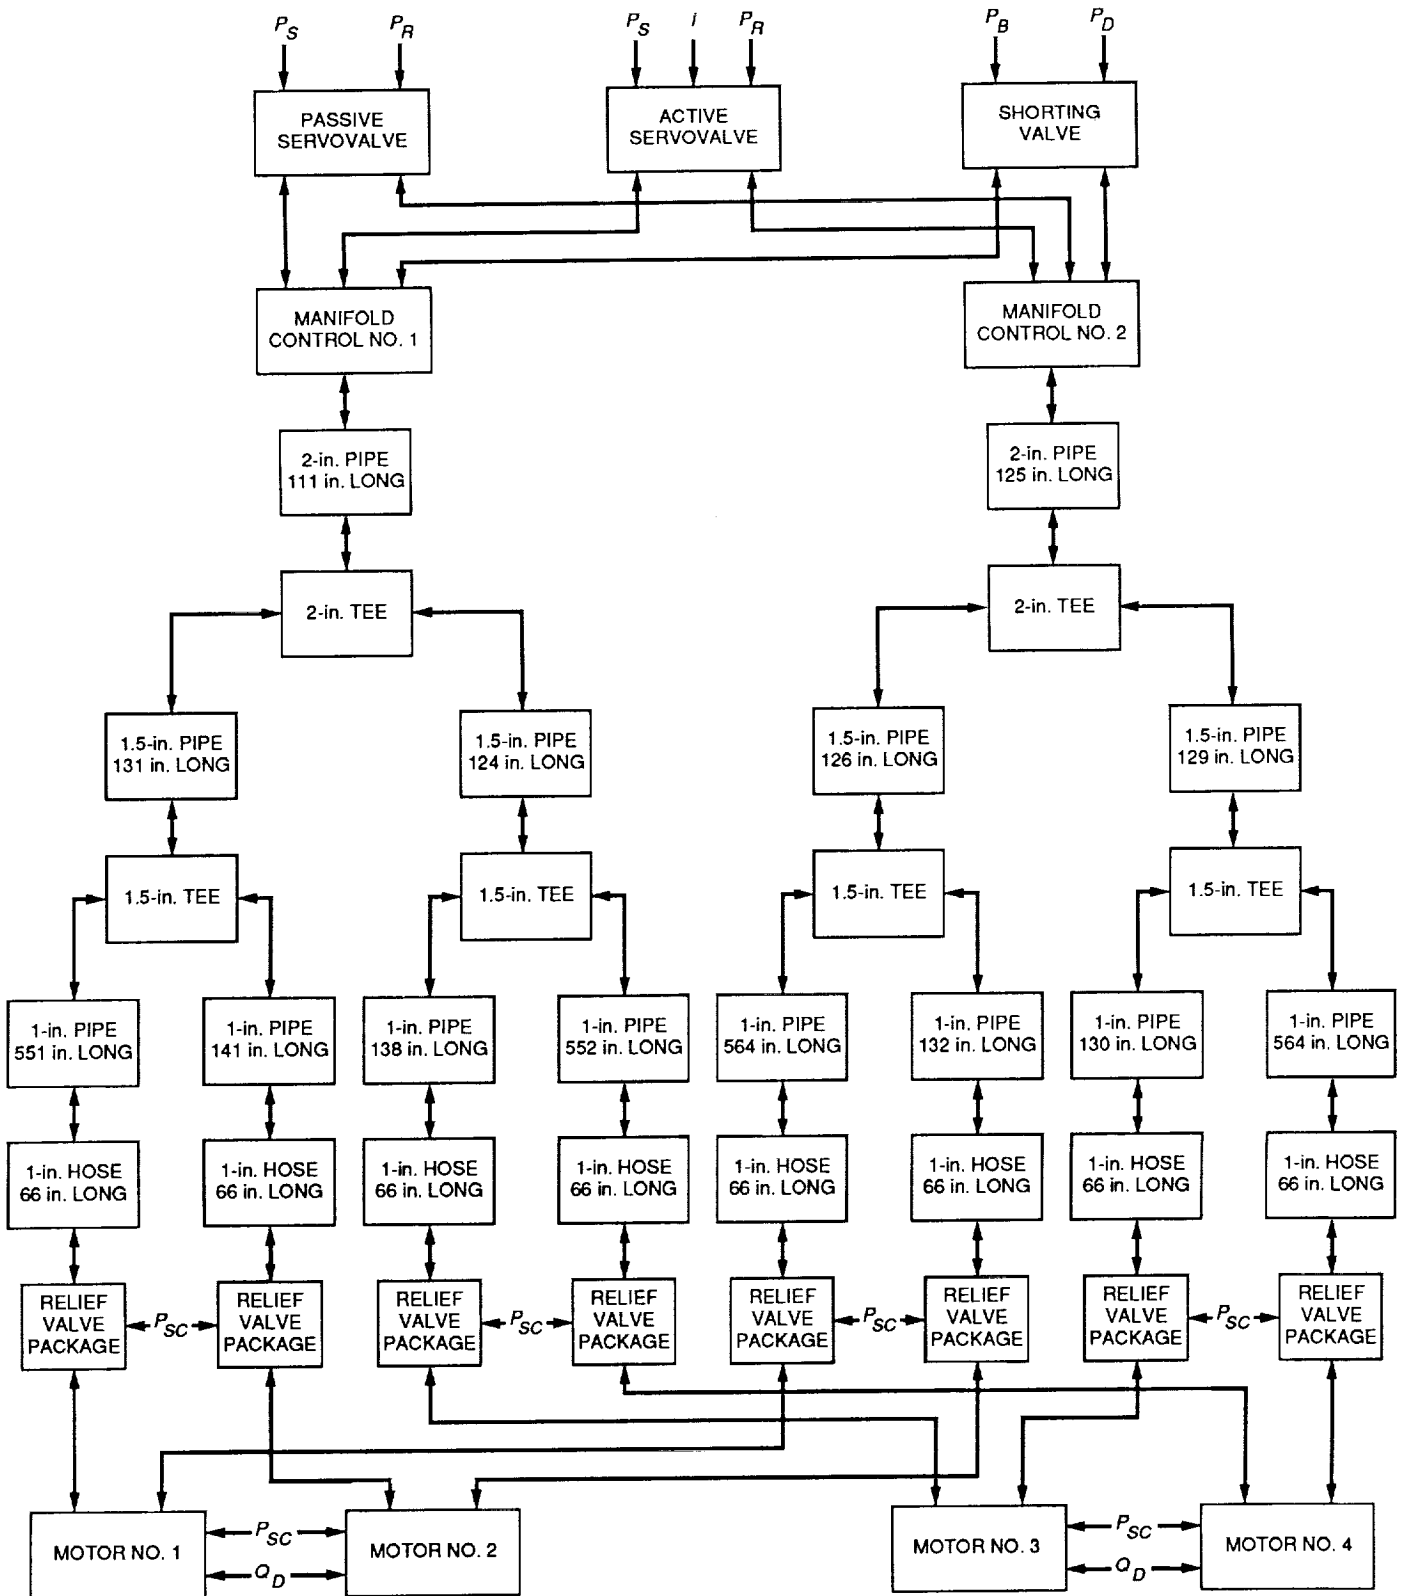 P_S P_R P_S i P_R P_B P_D
PASSIVE
SERVOVALVE
ACTIVE
SERVOVALVE
SHORTING
VALVE
MANIFOLD
CONTROL NO. 1
MANIFOLD
CONTROL NO. 2
2-in. PIPE
111 in. LONG
2-in. PIPE
125 in. LONG
2-in. TEE
2-in. TEE
1.5-in. PIPE
131 in. LONG
1.5-in. PIPE
124 in. LONG
1.5-in. PIPE
126 in. LONG
1.5-in. PIPE
129 in. LONG
1.5-in. TEE
1.5-in. TEE
1.5-in. TEE
1.5-in. TEE
1-in. PIPE
551 in. LONG
1-in. PIPE
141 in. LONG
1-in. PIPE
138 in. LONG
1-in. PIPE
552 in. LONG
1-in. PIPE
564 in. LONG
1-in. PIPE
132 in. LONG
1-in. PIPE
130 in. LONG
1-in. PIPE
564 in. LONG
1-in. HOSE
66 in. LONG
1-in. HOSE
66 in. LONG
1-in. HOSE
66 in. LONG
1-in. HOSE
66 in. LONG
1-in. HOSE
66 in. LONG
1-in. HOSE
66 in. LONG
1-in. HOSE
66 in. LONG
1-in. HOSE
66 in. LONG
RELIEF
VALVE
PACKAGE
P_SC
RELIEF
VALVE
PACKAGE
RELIEF
VALVE
PACKAGE
P_SC
RELIEF
VALVE
PACKAGE
RELIEF
VALVE
PACKAGE
P_SC
RELIEF
VALVE
PACKAGE
RELIEF
VALVE
PACKAGE
P_SC
RELIEF
VALVE
PACKAGE
MOTOR NO. 1
P_SC
Q_D
MOTOR NO. 2
MOTOR NO. 3
P_SC
Q_D
MOTOR NO. 4